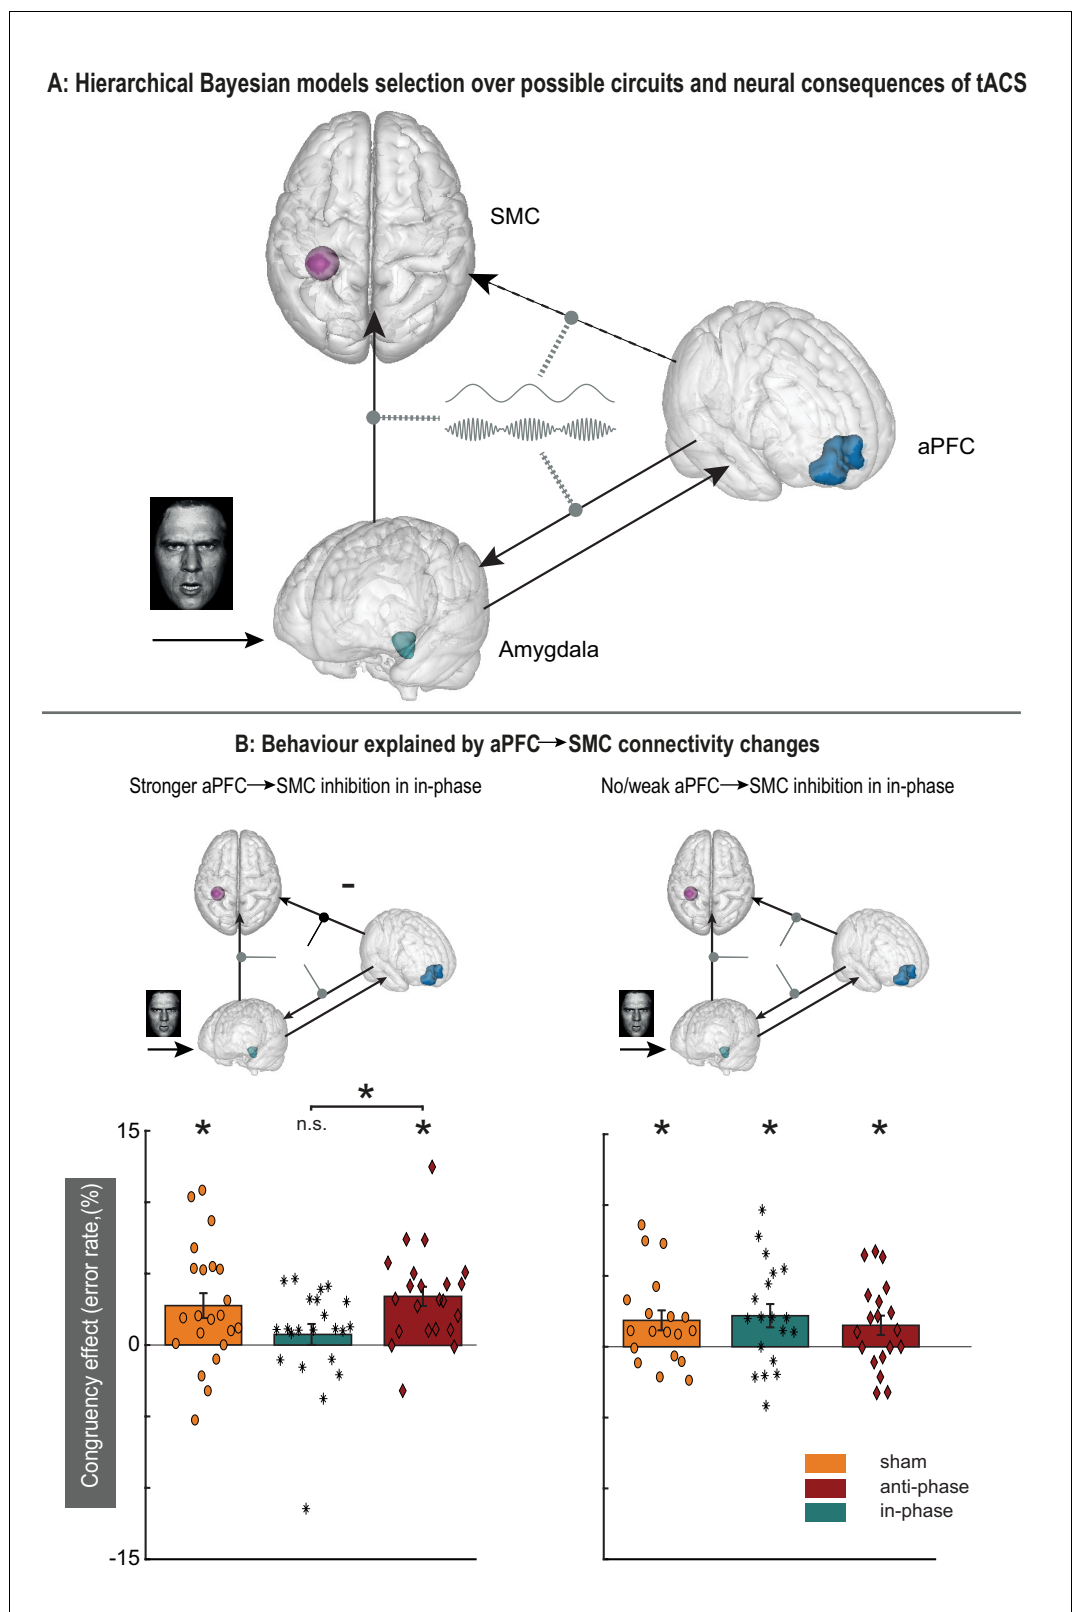 A: Hierarchical Bayesian models selection over possible circuits and neural consequences of tACS
SMC
aPFC
Amygdala
B: Behaviour explained by aPFC→SMC connectivity changes
Stronger aPFC→SMC inhibition in in-phase
No/weak aPFC→SMC inhibition in in-phase
-
*
* n.s. *
* * *
15
0
-15
Congruency effect (error rate,(%)
sham
anti-phase
in-phase